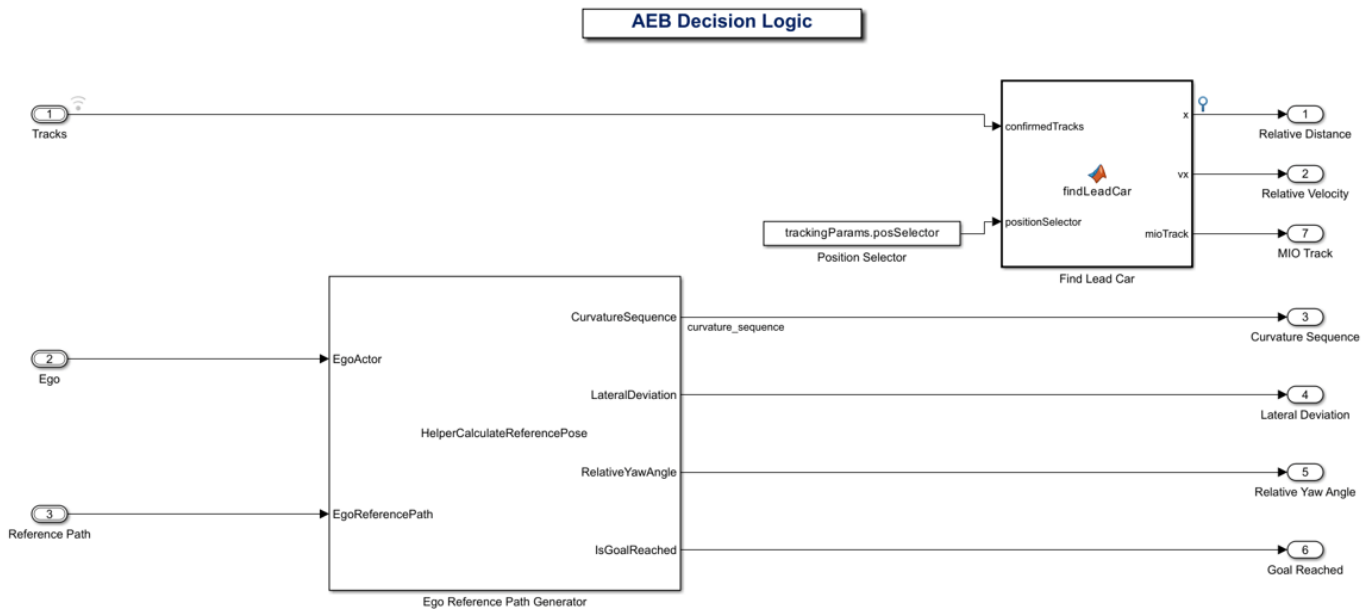 AEB Decision Logic
1
Tracks
confirmedTracks
positionSelector
findLeadCar
x
vx
mioTrack
Find Lead Car
trackingParams.posSelector
Position Selector
1
Relative Distance
2
Relative Velocity
7
MIO Track
2
Ego
3
Reference Path
EgoActor
EgoReferencePath
HelperCalculateReferencePose
CurvatureSequence
LateralDeviation
RelativeYawAngle
IsGoalReached
Ego Reference Path Generator
curvature_sequence
3
Curvature Sequence
4
Lateral Deviation
5
Relative Yaw Angle
6
Goal Reached